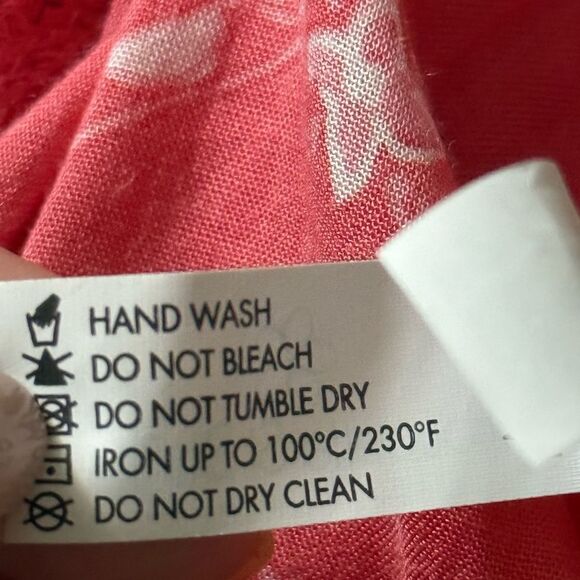 HAND WASH
DO NOT BLEACH
DO NOT TUMBLE DRY
IRON UP TO 100°C/230°F
DO NOT DRY CLEAN